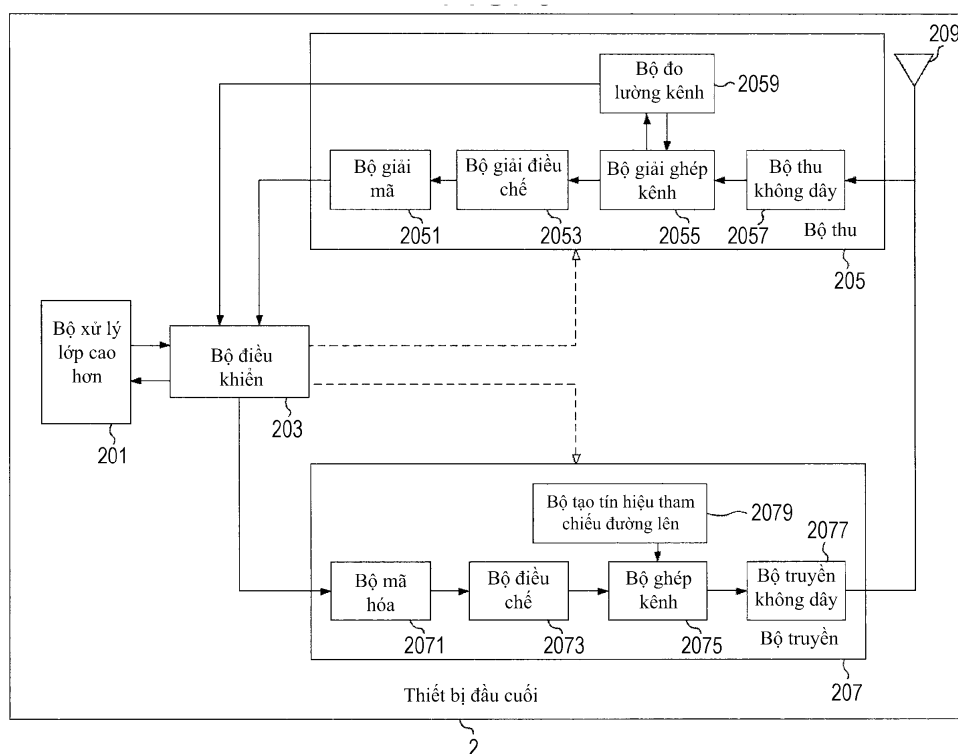 209
Bộ đo
lường kênh
2059
Bộ giải
mã
Bộ giải điều
chế
Bộ giải ghép
kênh
Bộ thu
không dây
2051
2053
2055
2057
Bộ thu
205
Bộ xử lý
lớp cao
hơn
Bộ điều
khiển
201
203
Bộ tạo tín hiệu tham
chiếu đường lên
2079
2077
Bộ mã
hóa
Bộ điều
chế
Bộ ghép
kênh
Bộ truyền
không dây
2071
2073
2075
Bộ truyền
207
Thiết bị đầu cuối
2